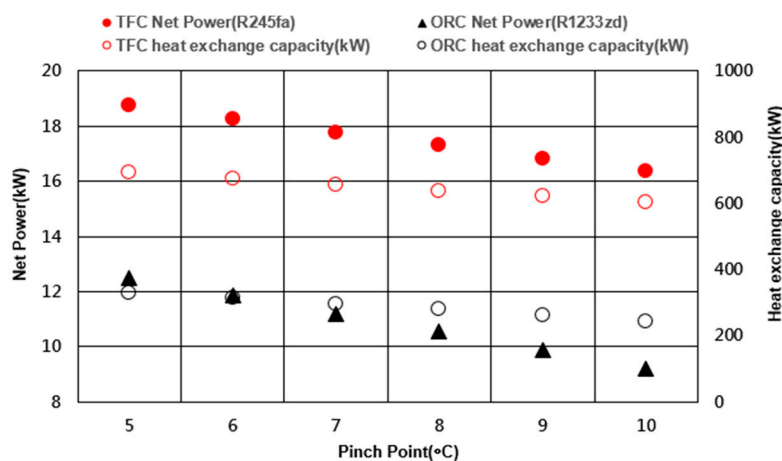 TFC Net Power(R245fa) ORC Net Power(R1233zd)
TFC heat exchange capacity(kW) ORC heat exchange capacity(kW)
20
18
16
14
12
10
8
Net Power(kW)
1000
800
600
400
200
0
Heat exchange capacity(kW)
5 6 7 8 9 10
Pinch Point(∘C)